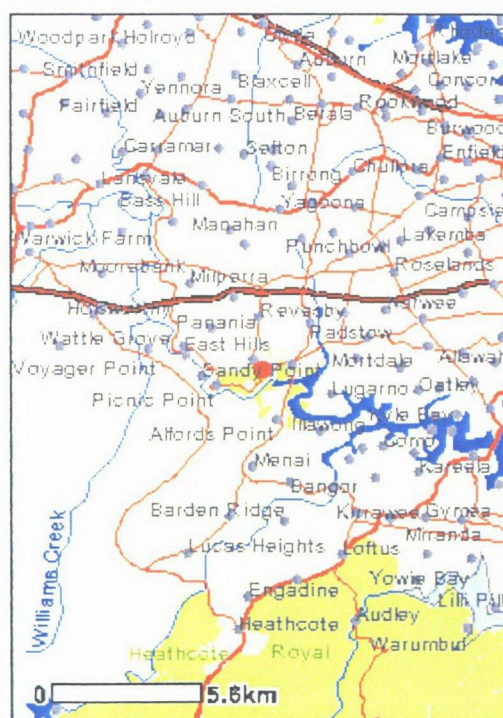 Woodpark Holroyd
Auburn Mortlake
Smithfield
Yennora Blaxcell Concord
Fairfield Rookwood
Auburn South Berala
Burwood
Carramar Sefton Enfield
Birrong Chullora
Lansvale
Bass Hill Yagoona Campsie
Manahan
Warwick Farm Lakemba
Punchbowl
Moorebank Roselands
Milperra
Holsworthy Narwee
Revesby
Panania Padstow
Wattle Grove East Hills Allawah
Mortdale
Voyager Point Sandy Point
Lugarno Oatley
Picnic Point
Kyle Bay
Illawong
Alfords Point Como
Menai Kareela
Bangor
Barden Ridge Kirrawee Gymea
Miranda
Lucas Heights Loftus
Yowie Bay
Engadine Lilli Pilli
Audley
Heathcote
Warumbul
Heathcote Royal
Williams Creek
0 5.6km